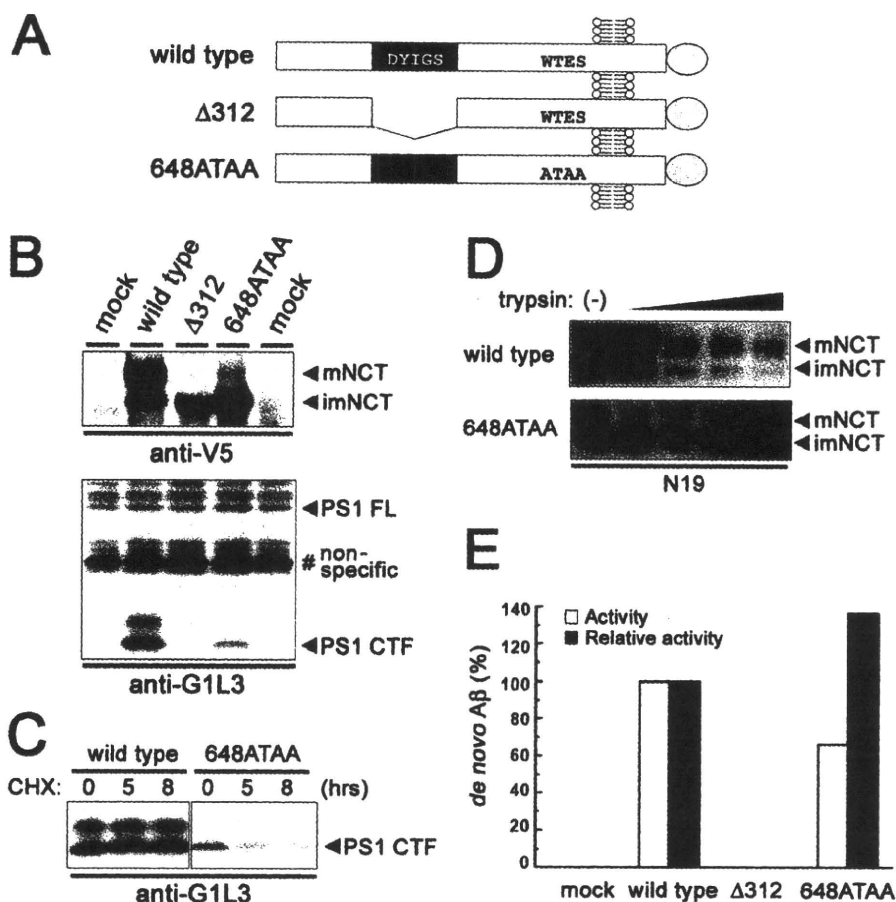 A
wild type
DYIGS
WTES
Δ312
WTES
648ATAA
ATAA
B
mock
wild type
Δ312
648ATAA
mock
mNCT
imNCT
anti-V5
PS1 FL
# non-
specific
PS1 CTF
anti-G1L3
C
wild type 648ATAA
CHX: 0 5 8 0 5 8 (hrs)
PS1 CTF
anti-G1L3
D
trypsin: (-)
wild type
mNCT
imNCT
648ATAA
mNCT
imNCT
N19
E
Activity
Relative activity
de novo Aβ (%)
140
120
100
80
60
40
20
0
mock wild type Δ312 648ATAA